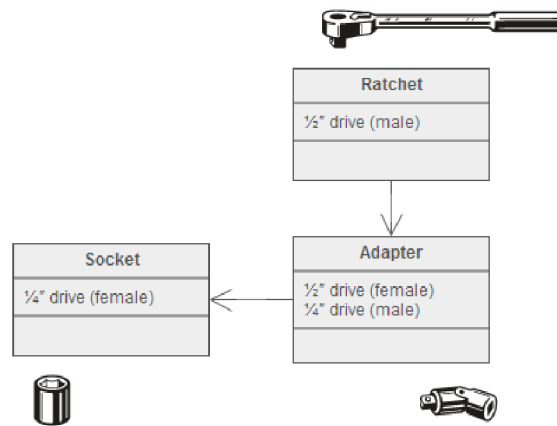 Ratchet
½” drive (male)
Socket
¼” drive (female)
Adapter
½” drive (female)
¼” drive (male)